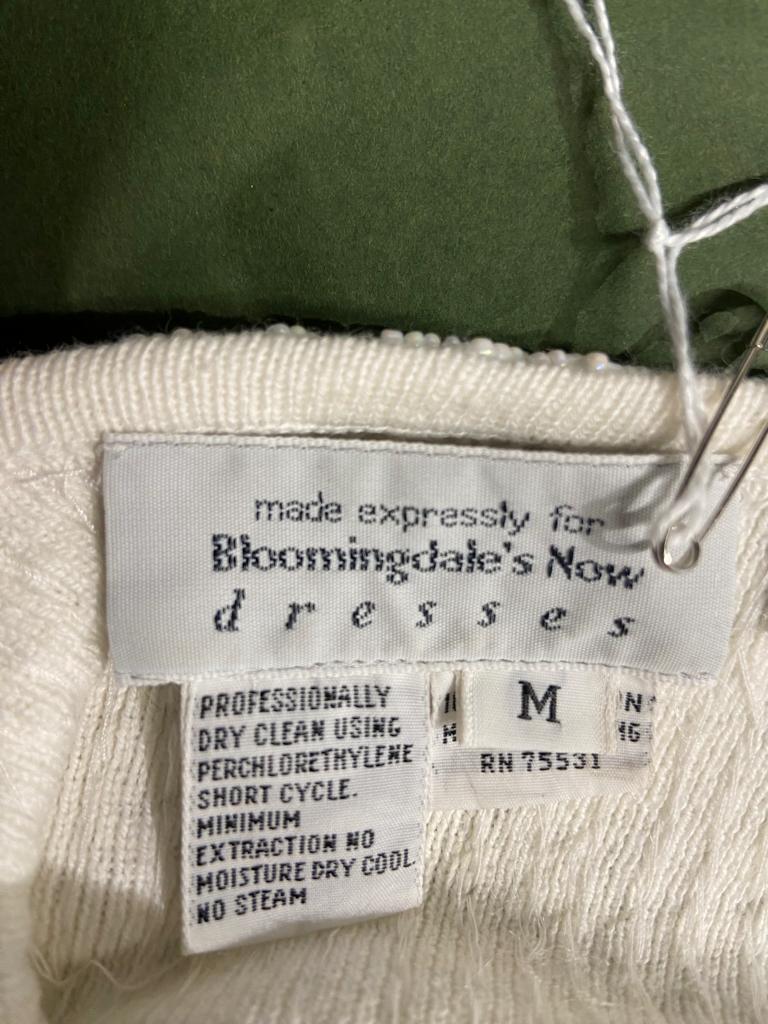 made expressly for
Bloomingdale's Now
dresses
PROFESSIONALLY
DRY CLEAN USING
PERCHLORETHYLENE
SHORT CYCLE.
MINIMUM
EXTRACTION NO
MOISTURE DRY COOL.
NO STEAM
M
RN 75531